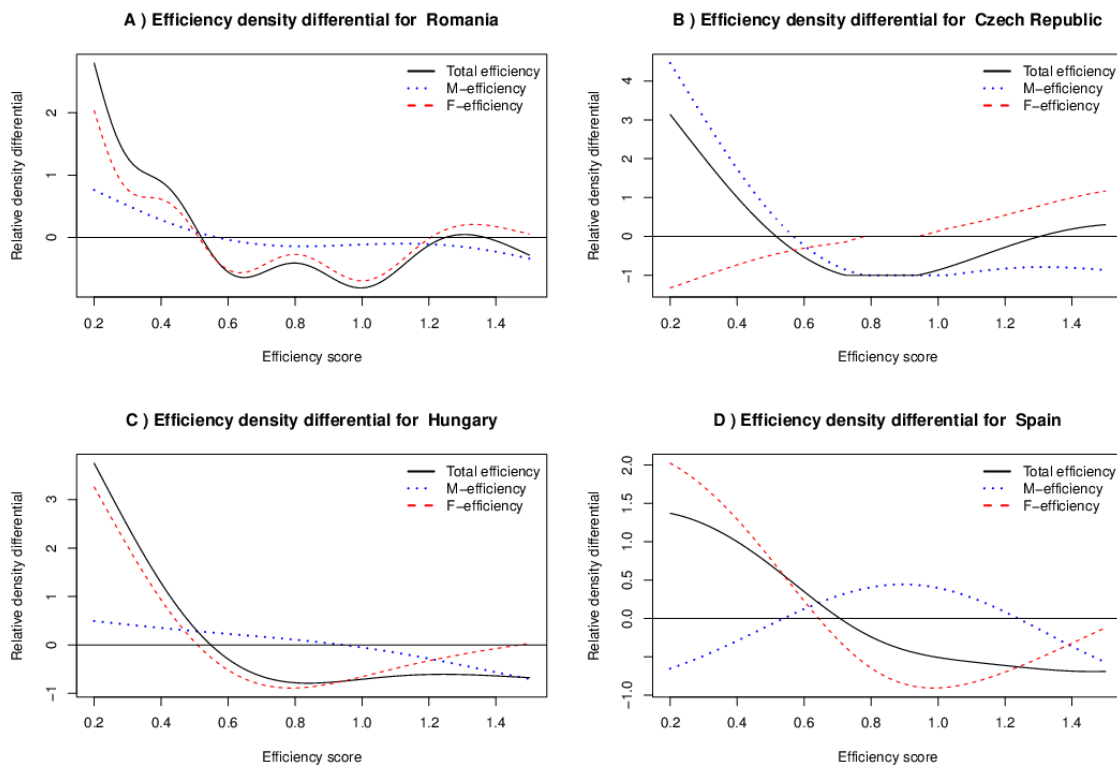 A ) Efficiency density differential for Romania
Total efficiency
M−efficiency
F−efficiency
Relative density differential
2
1
0
0.2 0.4 0.6 0.8 1.0 1.2 1.4
Efficiency score
B ) Efficiency density differential for Czech Republic
Total efficiency
M−efficiency
F−efficiency
Relative density differential
4
3
2
1
0
−1
0.2 0.4 0.6 0.8 1.0 1.2 1.4
Efficiency score
C ) Efficiency density differential for Hungary
Total efficiency
M−efficiency
F−efficiency
Relative density differential
3
2
1
0
−1
0.2 0.4 0.6 0.8 1.0 1.2 1.4
Efficiency score
D ) Efficiency density differential for Spain
Total efficiency
M−efficiency
F−efficiency
Relative density differential
2.0
1.5
1.0
0.5
0.0
−1.0
0.2 0.4 0.6 0.8 1.0 1.2 1.4
Efficiency score